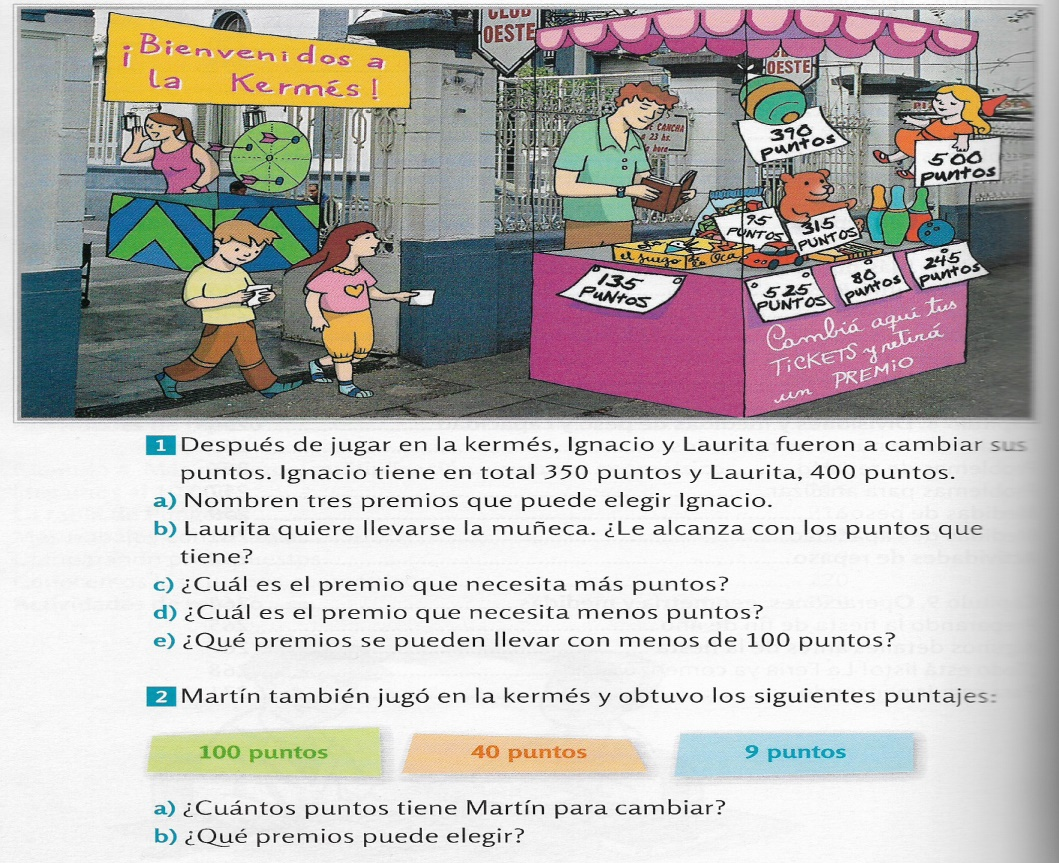 ¡Bienvenidos a
la Kermés!
CLUB
OESTE
OESTE
CANCHA
23 hs.
390
puntos
500
puntos
95
PUNTOS
315
PUNTOS
el juego de la Oca
135
PUNTOS
525
PUNTOS
80
puntos
245
puntos
Cambiá aquí tus
TiCKETS y retirá
un PREMiO
1 Después de jugar en la kermés, Ignacio y Laurita fueron a cambiar sus
puntos. Ignacio tiene en total 350 puntos y Laurita, 400 puntos.
a) Nombren tres premios que puede elegir Ignacio.
b) Laurita quiere llevarse la muñeca. ¿Le alcanza con los puntos que
tiene?
c) ¿Cuál es el premio que necesita más puntos?
d) ¿Cuál es el premio que necesita menos puntos?
e) ¿Qué premios se pueden llevar con menos de 100 puntos?
2 Martín también jugó en la kermés y obtuvo los siguientes puntajes:
100 puntos
40 puntos
9 puntos
a) ¿Cuántos puntos tiene Martín para cambiar?
b) ¿Qué premios puede elegir?